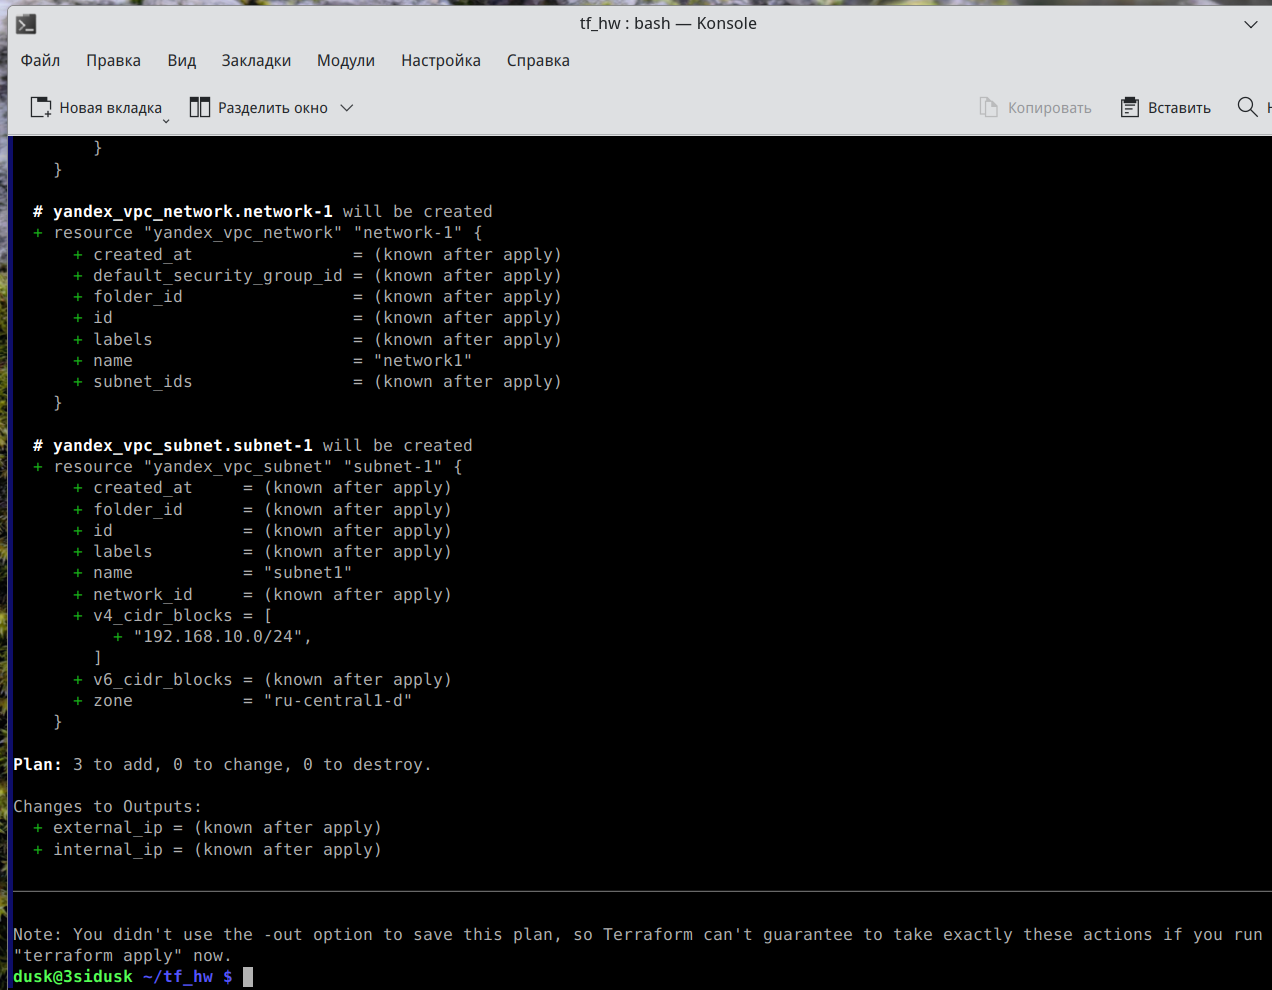 tf_hw : bash — Konsole
Файл Правка Вид Закладки Модули Настройка Справка
Новая вкладка Разделить окно Копировать Вставить
        }
    }
  # yandex_vpc_network.network-1 will be created
  + resource "yandex_vpc_network" "network-1" {
      + created_at                = (known after apply)
      + default_security_group_id = (known after apply)
      + folder_id                 = (known after apply)
      + id                        = (known after apply)
      + labels                    = (known after apply)
      + name                      = "network1"
      + subnet_ids                = (known after apply)
    }
  # yandex_vpc_subnet.subnet-1 will be created
  + resource "yandex_vpc_subnet" "subnet-1" {
      + created_at     = (known after apply)
      + folder_id      = (known after apply)
      + id             = (known after apply)
      + labels         = (known after apply)
      + name           = "subnet1"
      + network_id     = (known after apply)
      + v4_cidr_blocks = [
          + "192.168.10.0/24",
        ]
      + v6_cidr_blocks = (known after apply)
      + zone           = "ru-central1-d"
    }
Plan: 3 to add, 0 to change, 0 to destroy.
Changes to Outputs:
  + external_ip = (known after apply)
  + internal_ip = (known after apply)
Note: You didn't use the -out option to save this plan, so Terraform can't guarantee to take exactly these actions if you run
"terraform apply" now.
dusk@3sidusk ~/tf_hw $